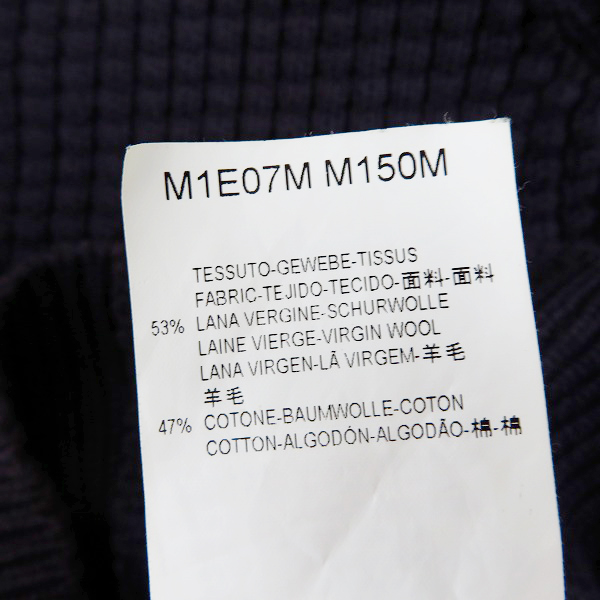 M1E07M M150M
TESSUTO-GEWEBE-TISSUS
FABRIC-TEJIDO-TECIDO-面料-面料
53% LANA VERGINE-SCHURWOLLE
LAINE VIERGE-VIRGIN WOOL
LANA VIRGEN-LÃ VIRGEM-羊毛
羊毛
47% COTONE-BAUMWOLLE-COTON
COTTON-ALGODÓN-ALGODÃO-棉-棉